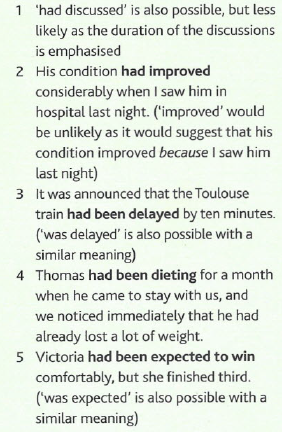 1 ‘had discussed’ is also possible, but less
likely as the duration of the discussions
is emphasised
2 His condition had improved
considerably when I saw him in
hospital last night. (‘improved’ would
be unlikely as it would suggest that his
condition improved because I saw him
last night)
3 It was announced that the Toulouse
train had been delayed by ten minutes.
(‘was delayed’ is also possible with a
similar meaning)
4 Thomas had been dieting for a month
when he came to stay with us, and
we noticed immediately that he had
already lost a lot of weight.
5 Victoria had been expected to win
comfortably, but she finished third.
(‘was expected’ is also possible with a
similar meaning)